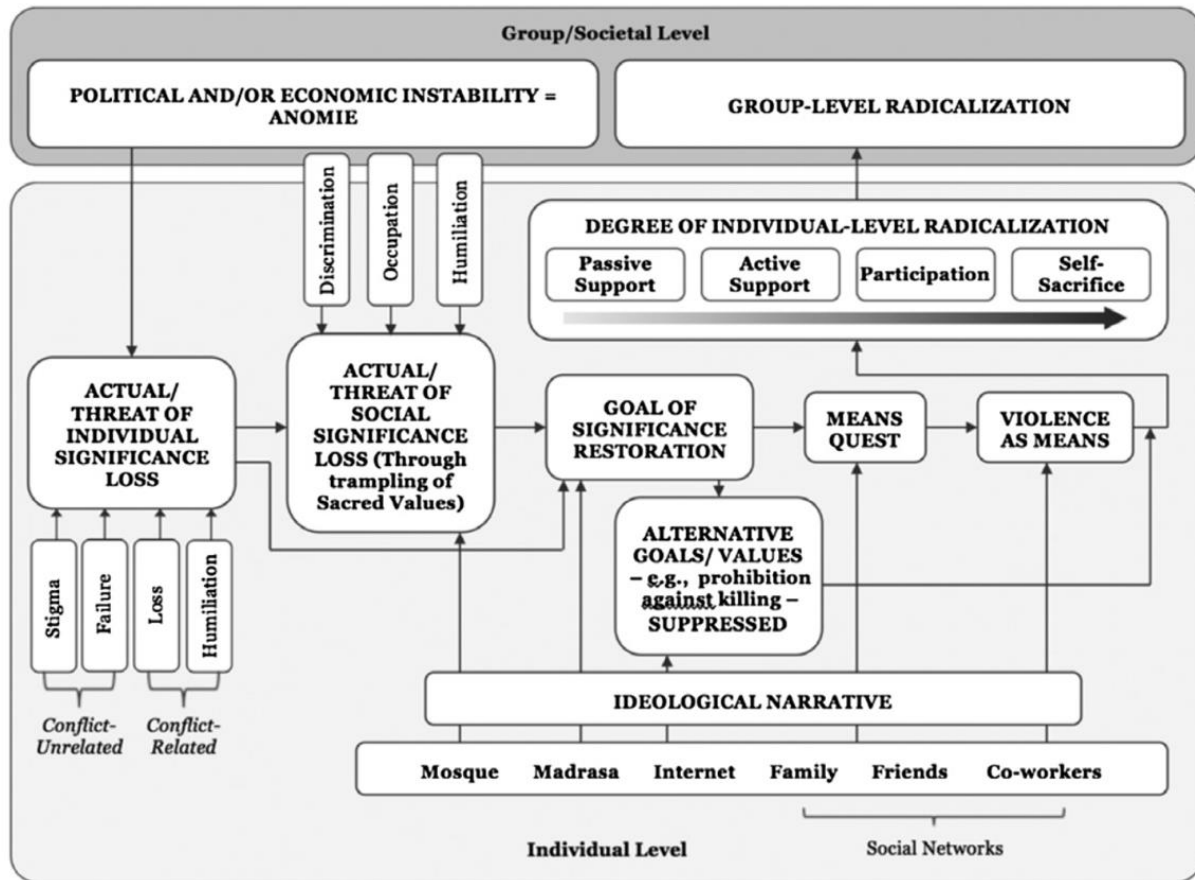 Group/Societal Level
POLITICAL AND/OR ECONOMIC INSTABILITY =
ANOMIE
GROUP-LEVEL RADICALIZATION
Discrimination
Occupation
Humiliation
DEGREE OF INDIVIDUAL-LEVEL RADICALIZATION
Passive
Support
Active
Support
Participation
Self-
Sacrifice
ACTUAL/
THREAT OF
INDIVIDUAL
SIGNIFICANCE
LOSS
ACTUAL/
THREAT OF
SOCIAL
SIGNIFICANCE
LOSS (Through
trampling of
Sacred Values)
GOAL OF
SIGNIFICANCE
RESTORATION
MEANS
QUEST
VIOLENCE
AS MEANS
ALTERNATIVE
GOALS/ VALUES
– e.g., prohibition
against killing –
SUPPRESSED
Stigma
Failure
Loss
Humiliation
Conflict-
Unrelated
Conflict-
Related
IDEOLOGICAL NARRATIVE
Mosque Madrasa Internet Family Friends Co-workers
Social Networks
Individual Level